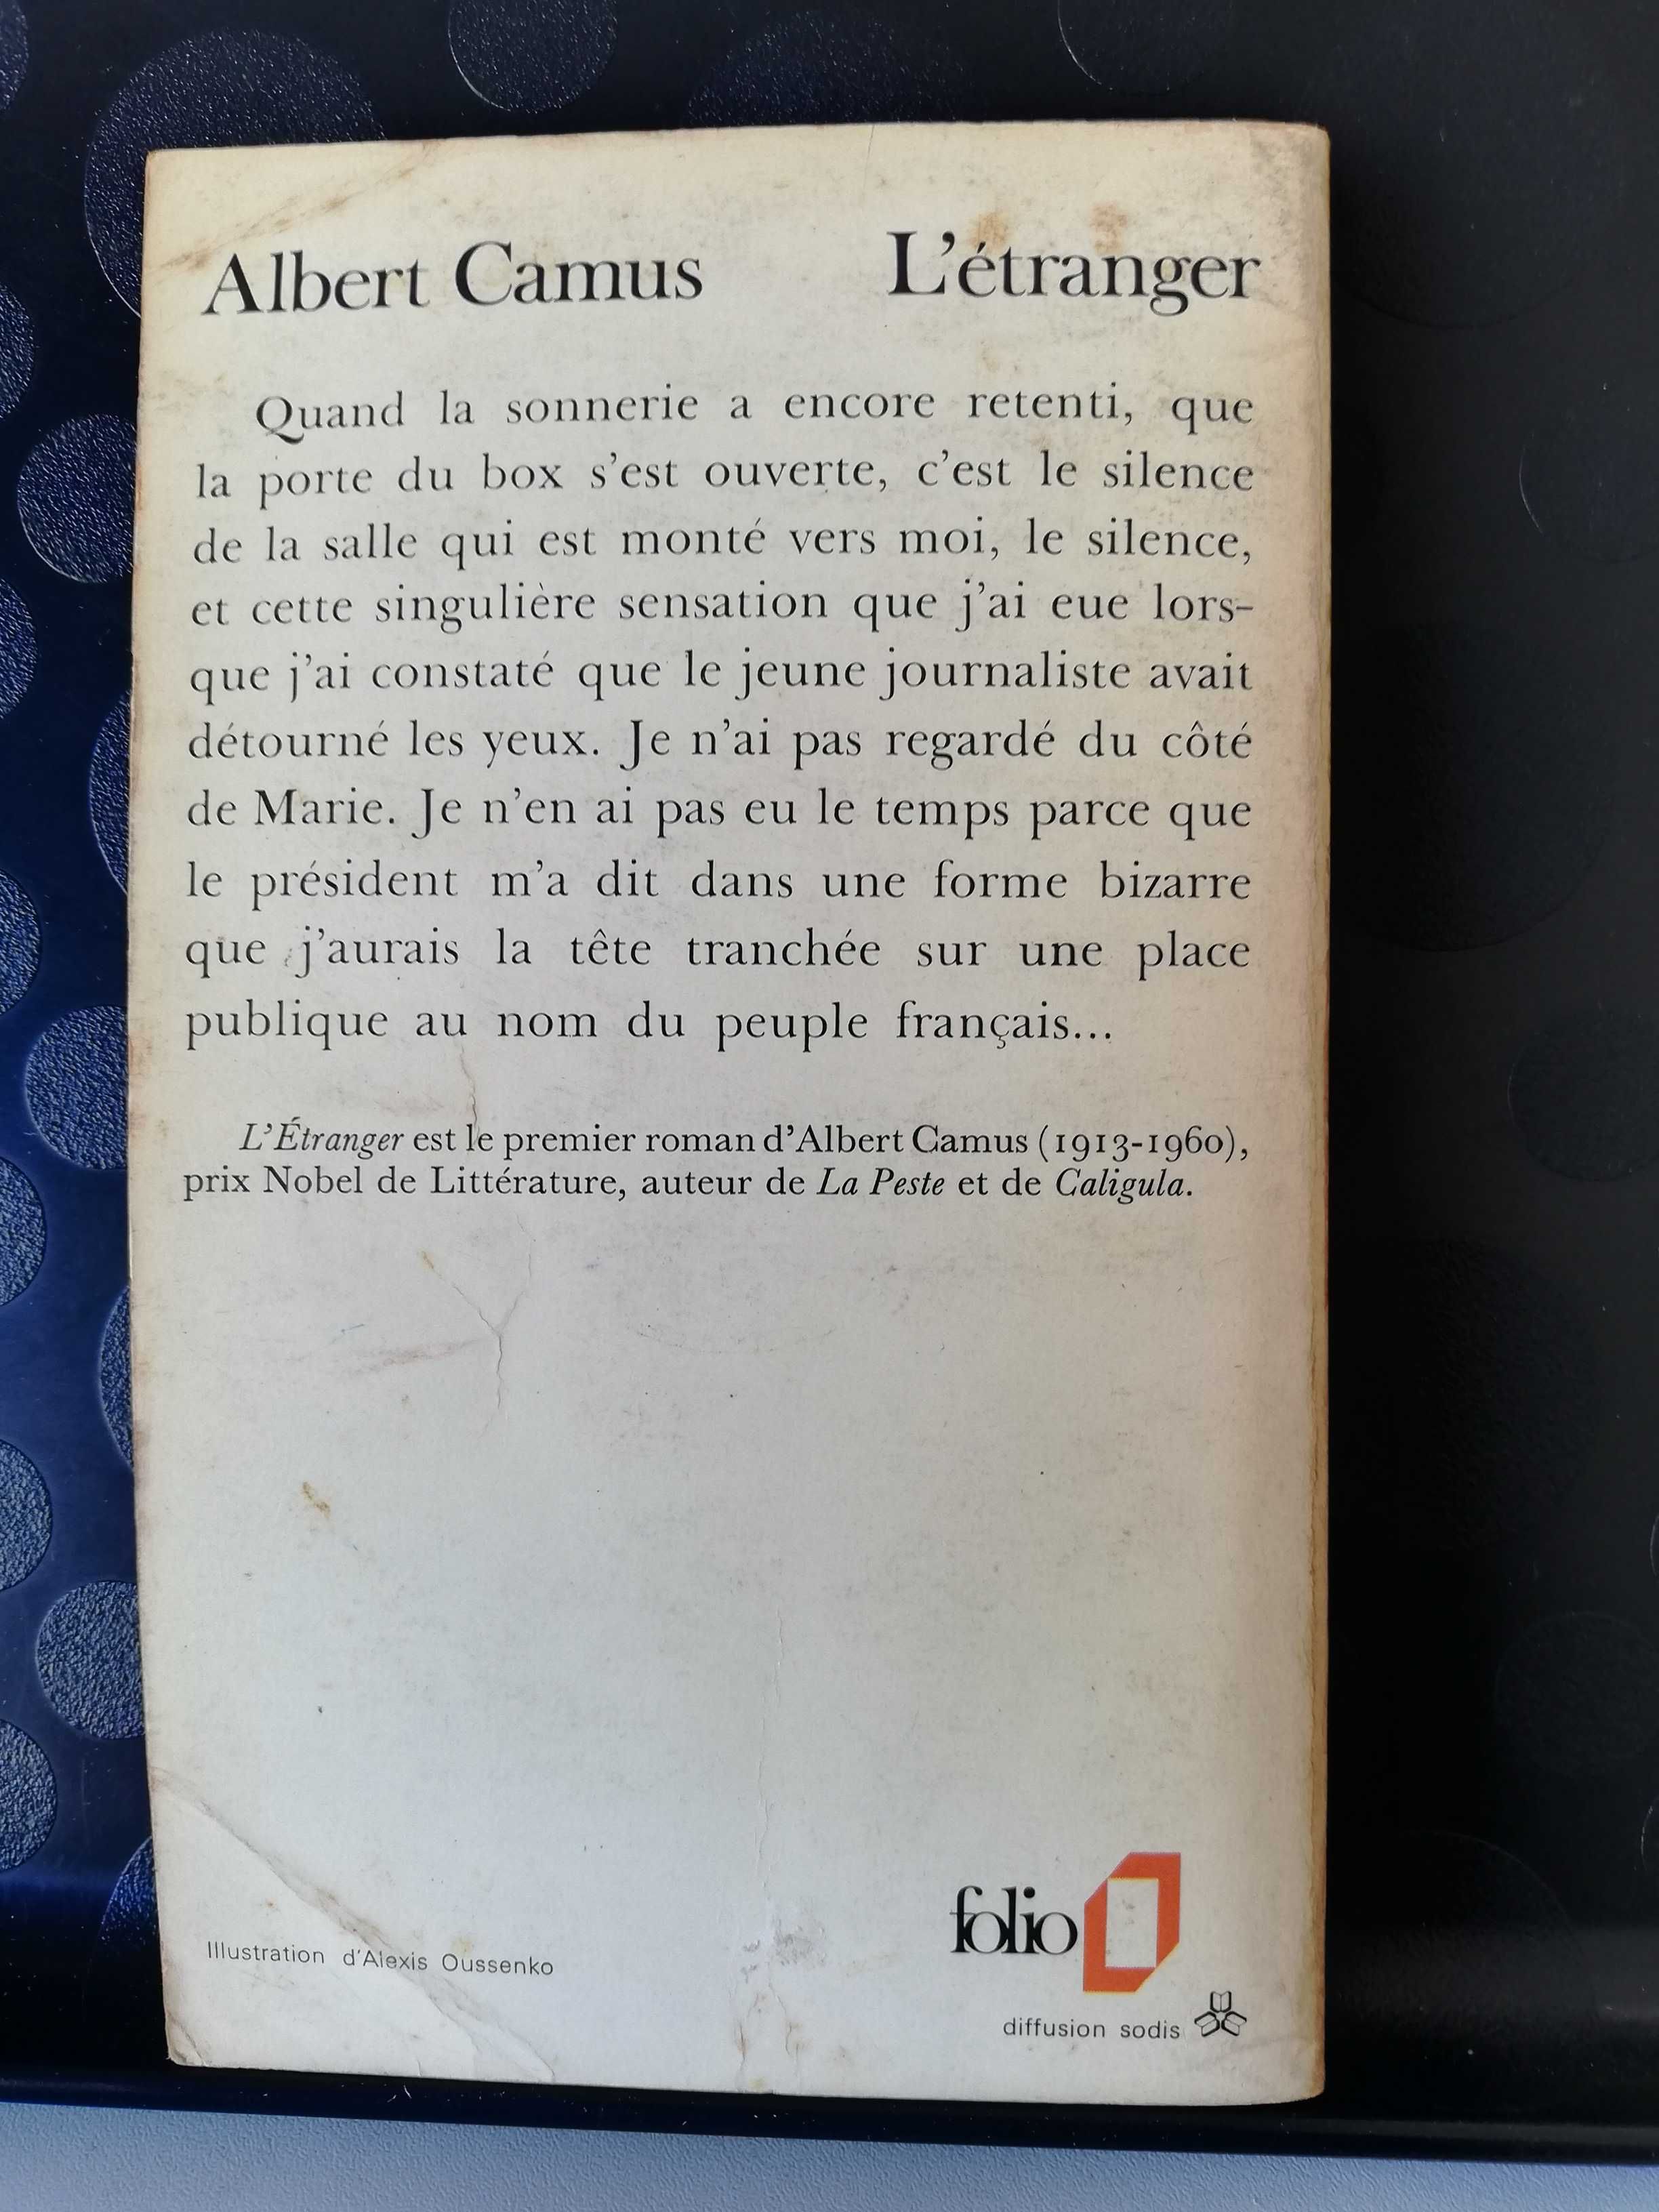 Albert Camus L'étranger
Quand la sonnerie a encore retenti, que
la porte du box s'est ouverte, c'est le silence
de la salle qui est monté vers moi, le silence,
et cette singulière sensation que j'ai eue lors-
que j'ai constaté que le jeune journaliste avait
détourné les yeux. Je n'ai pas regardé du côté
de Marie. Je n'en ai pas eu le temps parce que
le président m'a dit dans une forme bizarre
que j'aurais la tête tranchée sur une place
publique au nom du peuple français...
L'Étranger est le premier roman d'Albert Camus (1913-1960),
prix Nobel de Littérature, auteur de La Peste et de Caligula.
Illustration d'Alexis Oussenko
folio
diffusion sodis